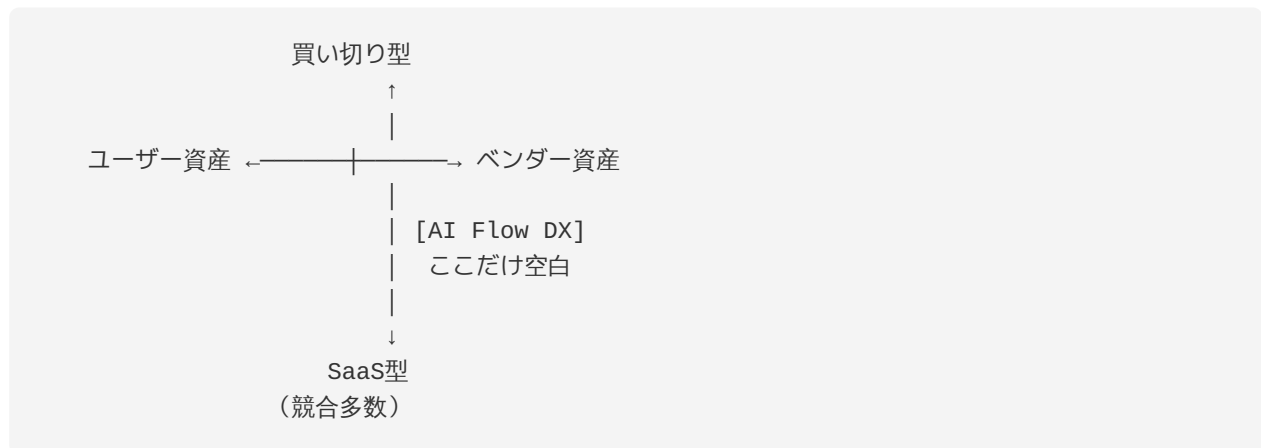 買い切り型
↑
│
ユーザー資産 ←──────┼──────→ ベンダー資産
│
│ [AI Flow DX]
│ ここだけ空白
│
↓
SaaS型
（競合多数）